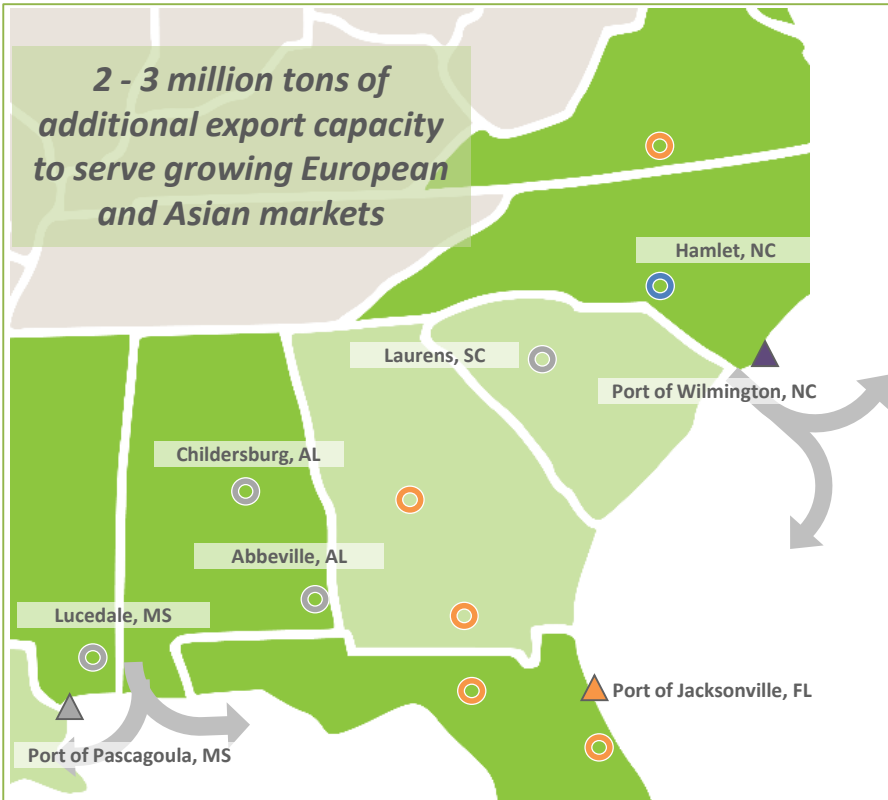 2 - 3 million tons of
additional export capacity
to serve growing European
and Asian markets
Hamlet, NC
Laurens, SC
Port of Wilmington, NC
Childersburg, AL
Abbeville, AL
Lucedale, MS
Port of Jacksonville, FL
Port of Pascagoula, MS